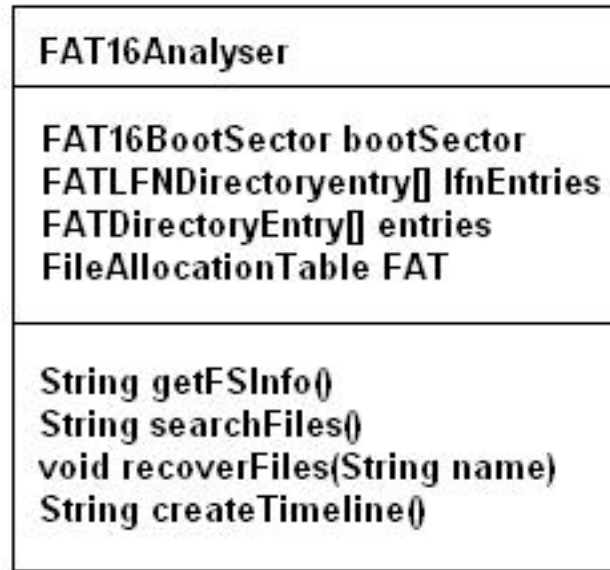 FAT16Analyser
FAT16BootSector bootSector
FATLFNDirectoryentry[] lfnEntries
FATDirectoryEntry[] entries
FileAllocationTable FAT
String getFSInfo()
String searchFiles()
void recoverFiles(String name)
String createTimeline()